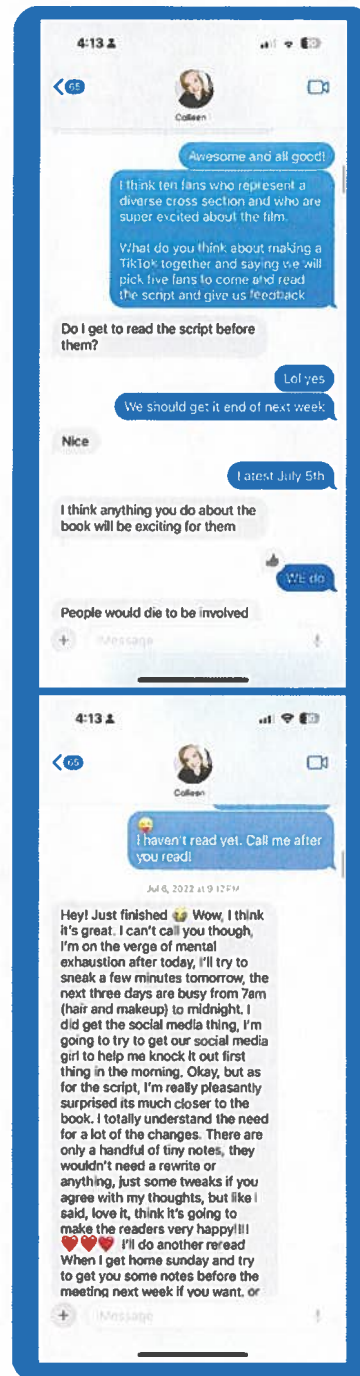 4:13
65
Colleen
Awesome and all good!
I think ten fans who represent a
diverse cross section and who are
super excited about the film.
What do you think about making a
TikTok together and saying we will
pick five fans to come and read
the script and give us feedback
Do I get to read the script before
them?
Lol yes
We should get it end of next week
Nice
Latest July 5th
I think anything you do about the
book will be exciting for them
WE do
People would die to be involved
+ iMessage
4:13
65
Colleen
I haven't read yet. Call me after
you read!
Jul 6, 2022 at 9:12 PM
Hey! Just finished 😭 Wow, I think
it's great. I can't call you though,
I'm on the verge of mental
exhaustion after today, I'll try to
sneak a few minutes tomorrow, the
next three days are busy from 7am
(hair and makeup) to midnight. I
did get the social media thing, I'm
going to try to get our social media
girl to help me knock it out first
thing in the morning. Okay, but as
for the script, I'm really pleasantly
surprised its much closer to the
book. I totally understand the need
for a lot of the changes. There are
only a handful of tiny notes, they
wouldn't need a rewrite or
anything, just some tweaks if you
agree with my thoughts, but like I
said, love it, think it's going to
make the readers very happy!!!!
❤️❤️❤️ I'll do another reread
When I get home sunday and try
to get you some notes before the
meeting next week if you want, or
+ iMessage